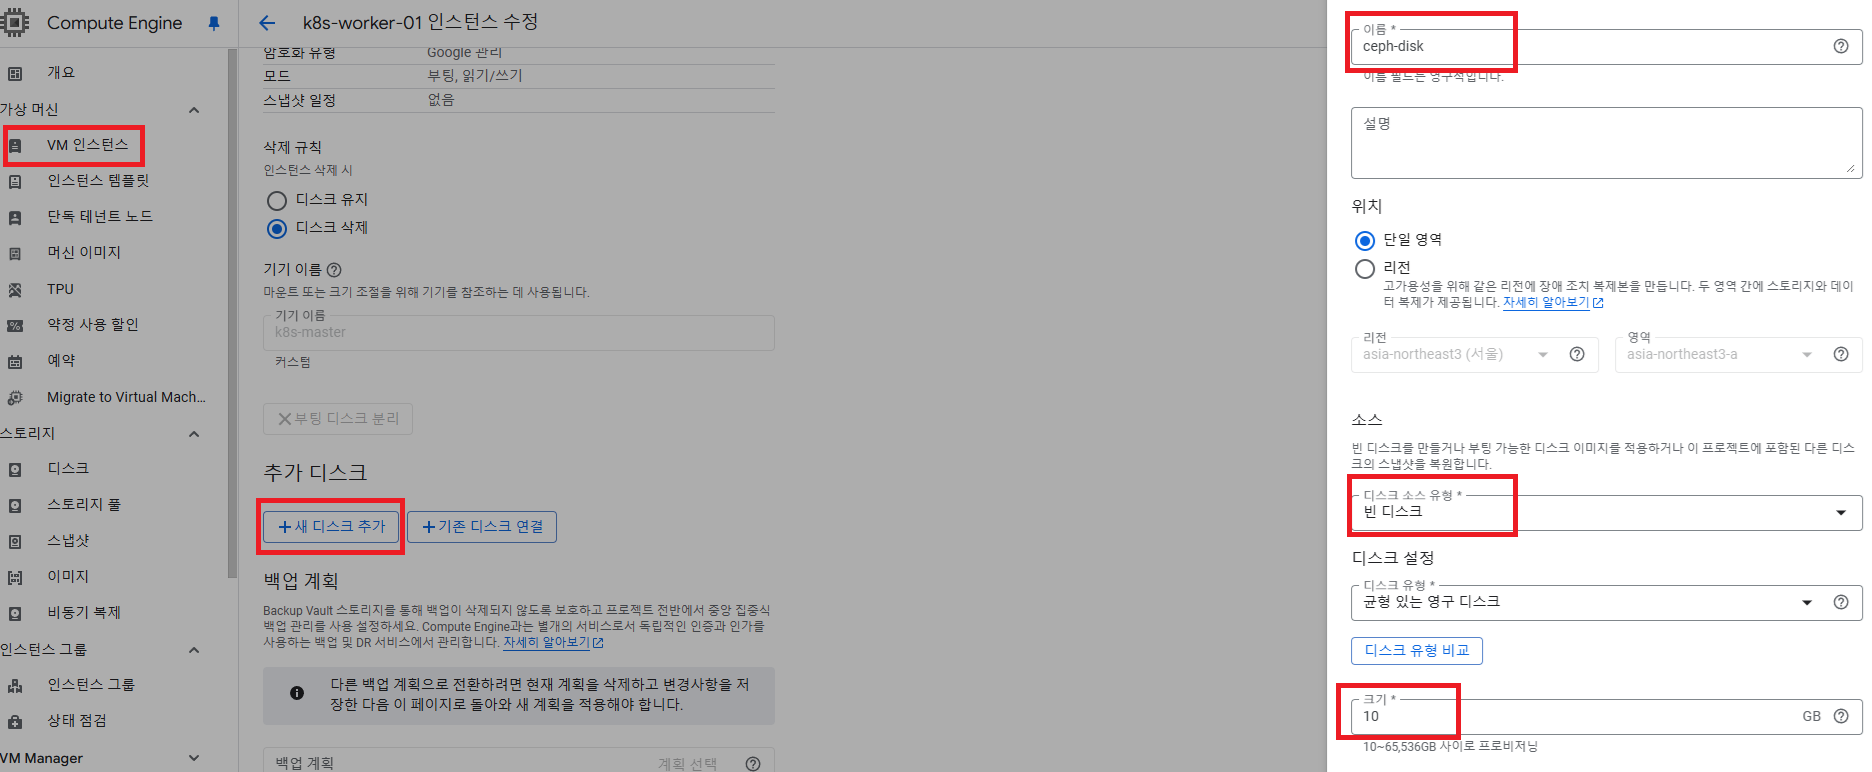 Compute Engine
개요
가상 머신
VM 인스턴스
인스턴스 템플릿
단독 테넌트 노드
머신 이미지
TPU
약정 사용 할인
예약
Migrate to Virtual Mach...
스토리지
디스크
스토리지 풀
스냅샷
이미지
비동기 복제
인스턴스 그룹
인스턴스 그룹
상태 점검
VM Manager
k8s-worker-01 인스턴스 수정
암호화 유형 Google 관리
모드 부팅, 읽기/쓰기
스냅샷 일정 없음
삭제 규칙
인스턴스 삭제 시
디스크 유지
디스크 삭제
기기 이름
마운트 또는 크기 조절을 위해 기기를 참조하는 데 사용됩니다.
기기 이름
k8s-master
커스텀
부팅 디스크 분리
추가 디스크
+새 디스크 추가
+기존 디스크 연결
백업 계획
Backup Vault 스토리지를 통해 백업이 삭제되지 않도록 보호하고 프로젝트 전반에서 중앙 집중식
백업 관리를 사용 설정하세요. Compute Engine과는 별개의 서비스로서 독립적인 인증과 인가를
사용하는 백업 및 DR 서비스에서 관리합니다. 자세히 알아보기
다른 백업 계획으로 전환하려면 현재 계획을 삭제하고 변경사항을 저
장한 다음 이 페이지로 돌아와 새 계획을 적용해야 합니다.
백업 계획 계획 선택
이름 *
ceph-disk
이름 필드는 영구적입니다.
설명
위치
단일 영역
리전
고가용성을 위해 같은 리전에 장애 조치 복제본을 만듭니다. 두 영역 간에 스토리지와 데이
터 복제가 제공됩니다. 자세히 알아보기
리전
asia-northeast3 (서울)
영역
asia-northeast3-a
소스
빈 디스크를 만들거나 부팅 가능한 디스크 이미지를 적용하거나 이 프로젝트에 포함된 다른 디스
크의 스냅샷을 복원합니다.
디스크 소스 유형 *
빈 디스크
디스크 설정
디스크 유형 *
균형 있는 영구 디스크
디스크 유형 비교
크기 *
10 GB
10~65,536GB 사이로 프로비저닝